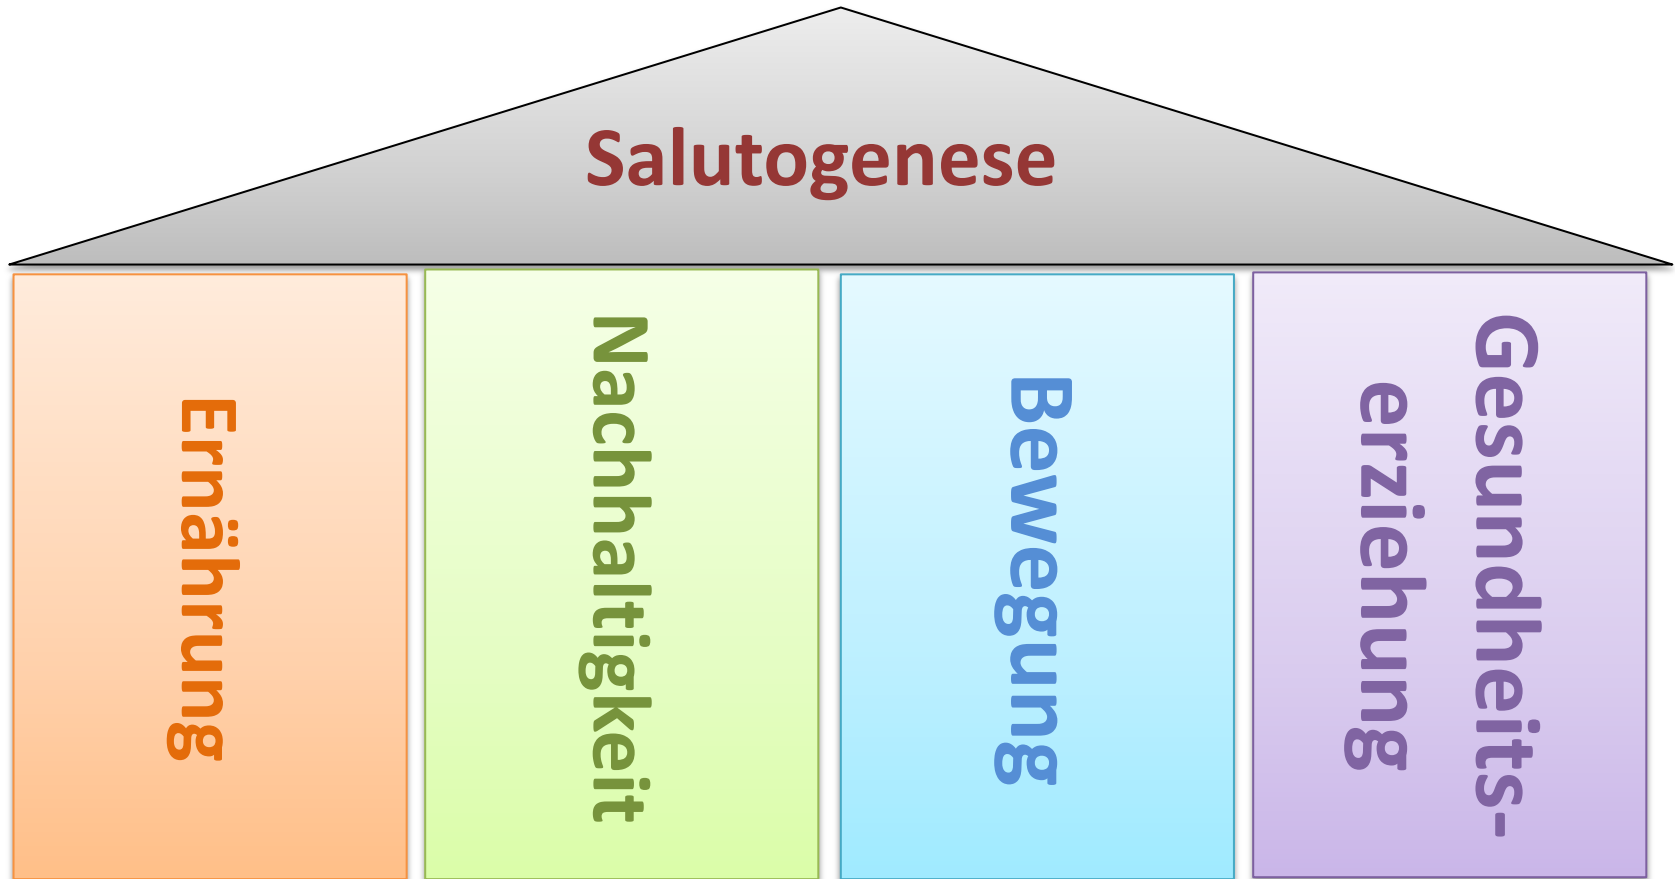 Salutogenese
Ernährung
Nachhaltigkeit
Bewegung
Gesundheits-
erziehung